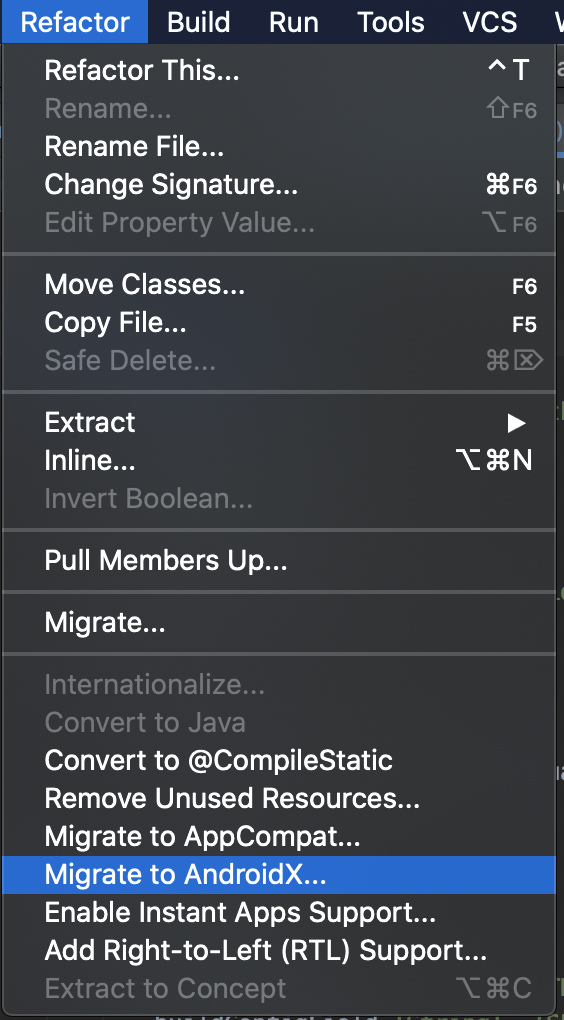 Refactor Build Run Tools VCS
Refactor This... ⌃T
Rename... ⇧F6
Rename File...
Change Signature... ⌘F6
Edit Property Value... ⌥F6
Move Classes... F6
Copy File... F5
Safe Delete... ⌘⌦
Extract ▶
Inline... ⌥⌘N
Invert Boolean...
Pull Members Up...
Migrate...
Internationalize...
Convert to Java
Convert to @CompileStatic
Remove Unused Resources...
Migrate to AppCompat...
Migrate to AndroidX...
Enable Instant Apps Support...
Add Right-to-Left (RTL) Support...
Extract to Concept ⌥⌘C